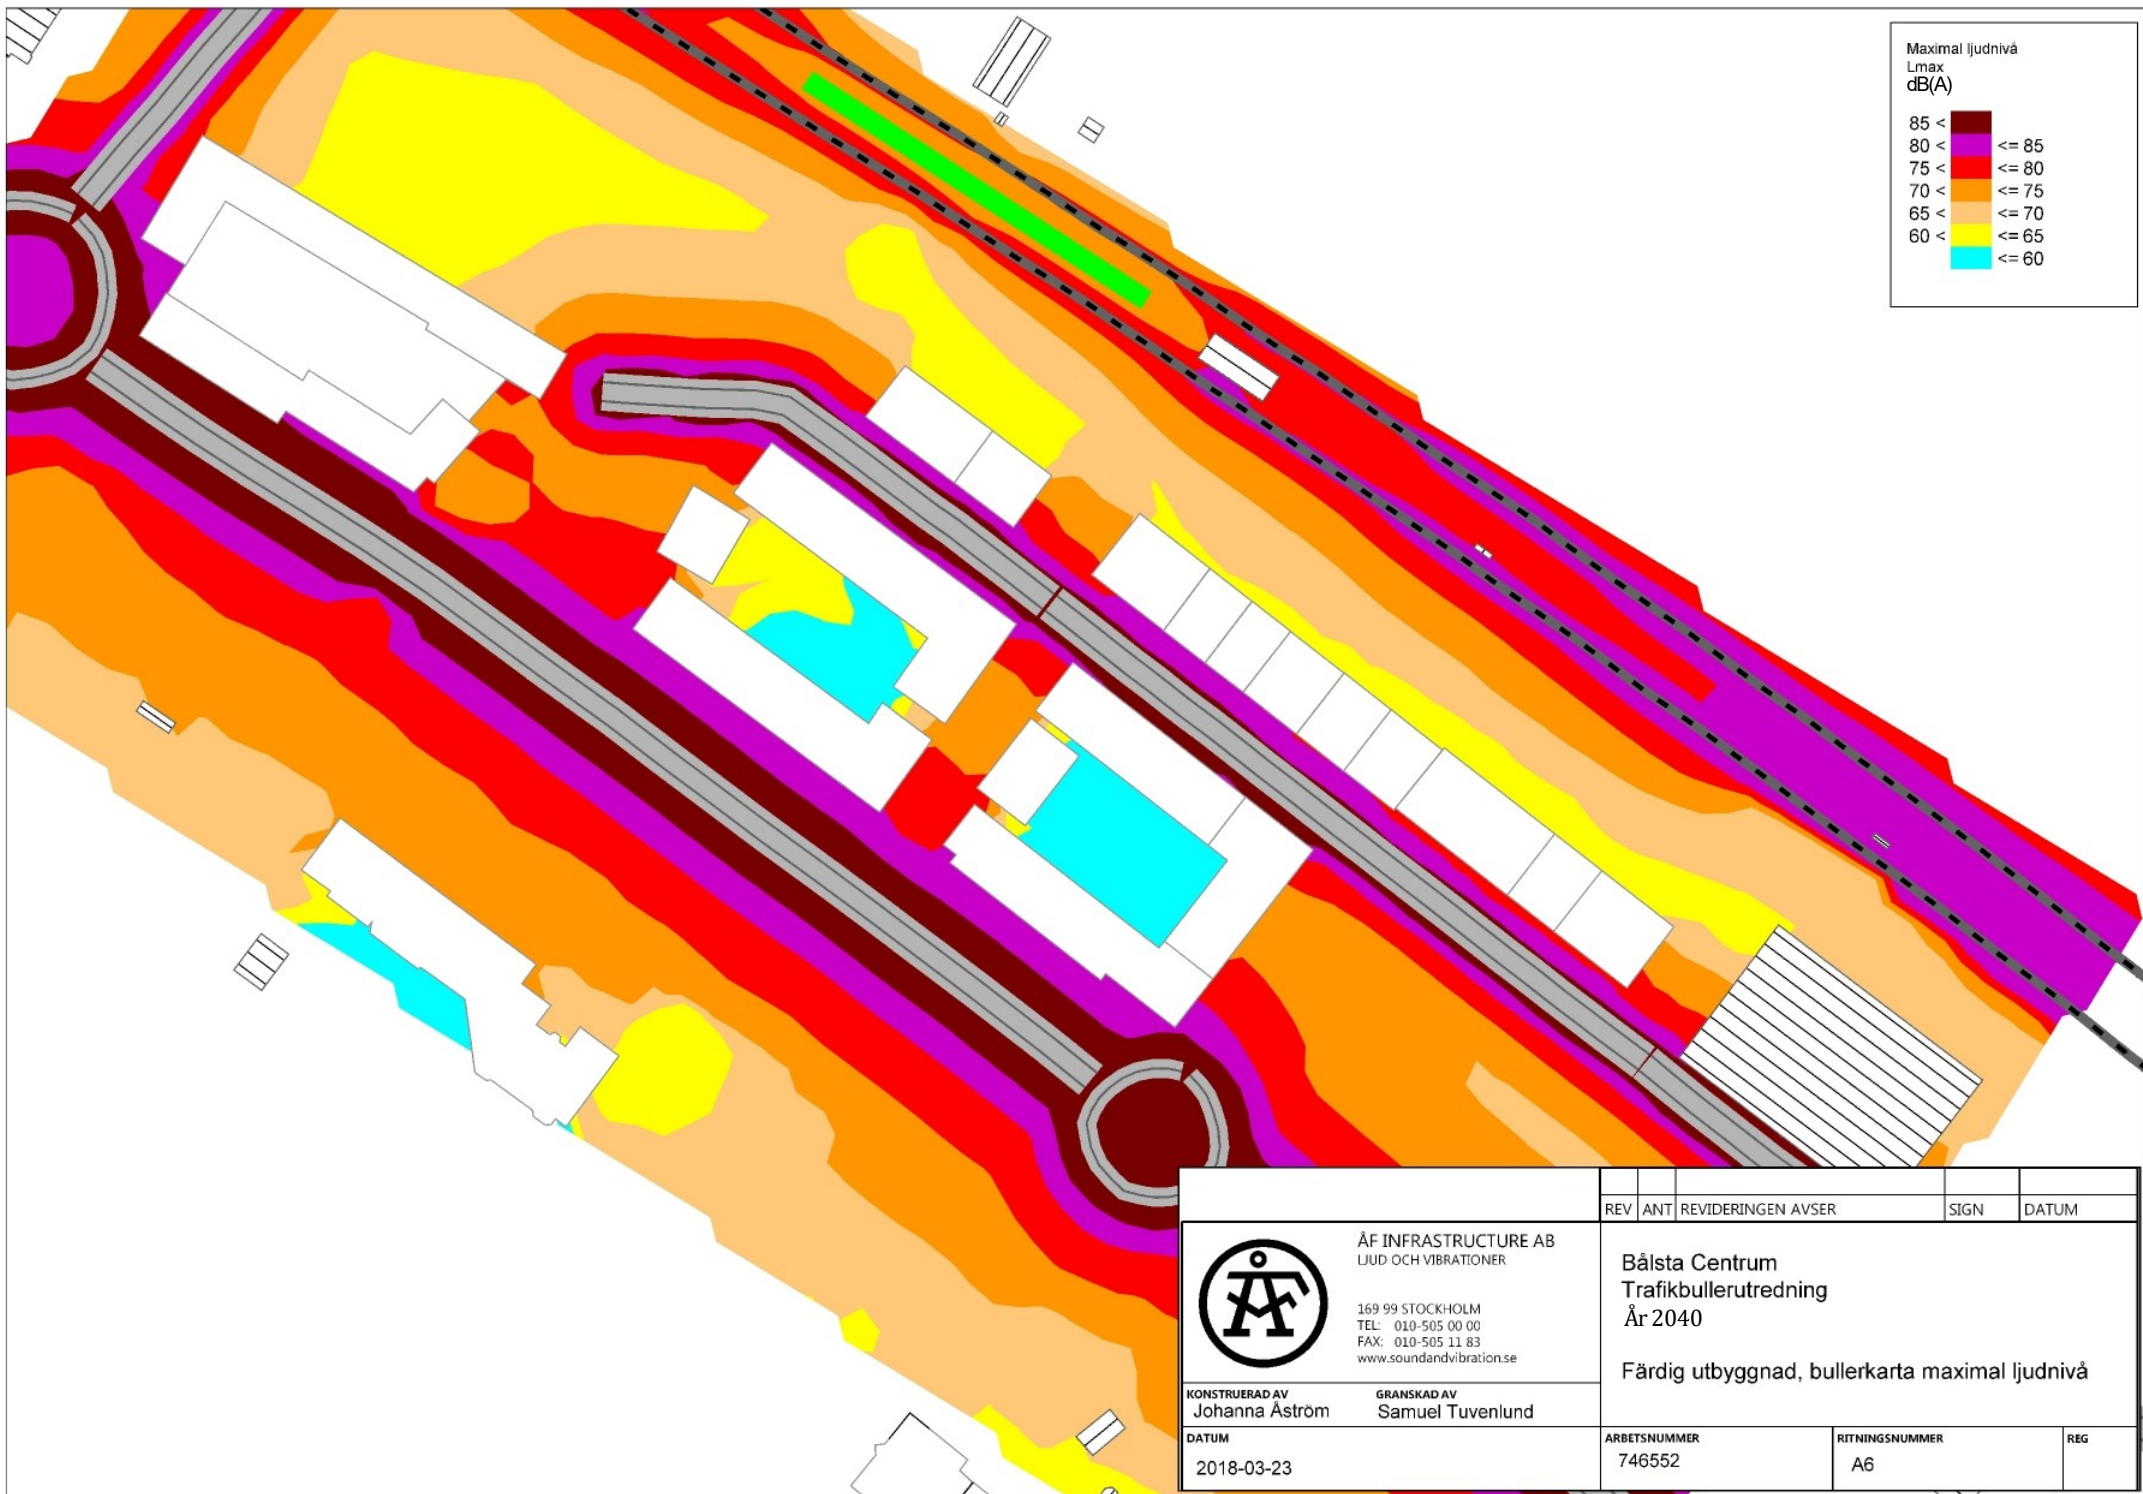 Maximal ljudnivå
Lmax
dB(A)
85 <
80 < <= 85
75 < <= 80
70 < <= 75
65 < <= 70
60 < <= 65
<= 60
REV ANT REVIDERINGEN AVSER SIGN DATUM
ÅF
ÅF INFRASTRUCTURE AB
LJUD OCH VIBRATIONER
169 99 STOCKHOLM
TEL: 010-505 00 00
FAX: 010-505 11 83
www.soundandvibration.se
Bålsta Centrum
Trafikbullerutredning
År 2040
Färdig utbyggnad, bullerkarta maximal ljudnivå
KONSTRUERAD AV GRANSKAD AV
Johanna Åström Samuel Tuvenlund
DATUM
2018-03-23
ARBETSNUMMER RITNINGSNUMMER REG
746552 A6